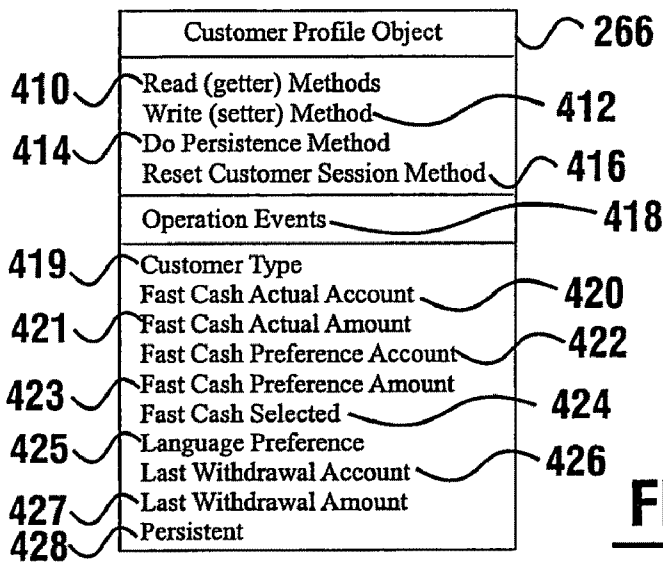 Customer Profile Object 266
410 Read (getter) Methods
Write (setter) Method 412
414 Do Persistence Method
Reset Customer Session Method 416
Operation Events 418
419 Customer Type
Fast Cash Actual Account 420
421 Fast Cash Actual Amount
Fast Cash Preference Account 422
423 Fast Cash Preference Amount
Fast Cash Selected 424
425 Language Preference
Last Withdrawal Account 426
427 Last Withdrawal Amount
428 Persistent